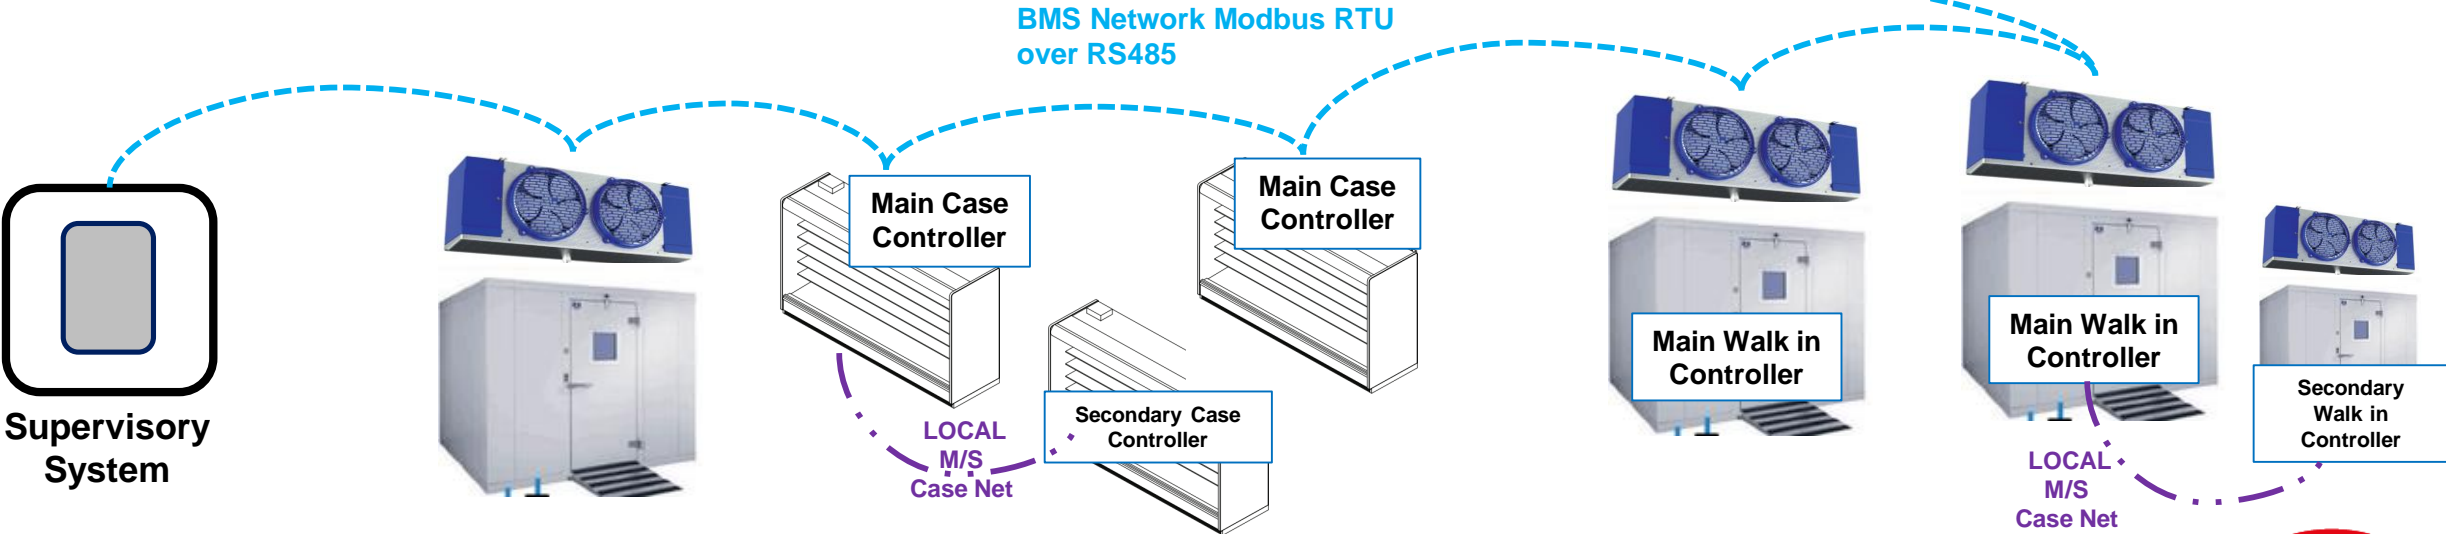 BMS Network Modbus RTU
over RS485
Supervisory
System
Main Case
Controller
LOCAL
M/S
Case Net
Secondary Case
Controller
Main Case
Controller
Main Walk in
Controller
Main Walk in
Controller
LOCAL
M/S
Case Net
Secondary
Walk in
Controller